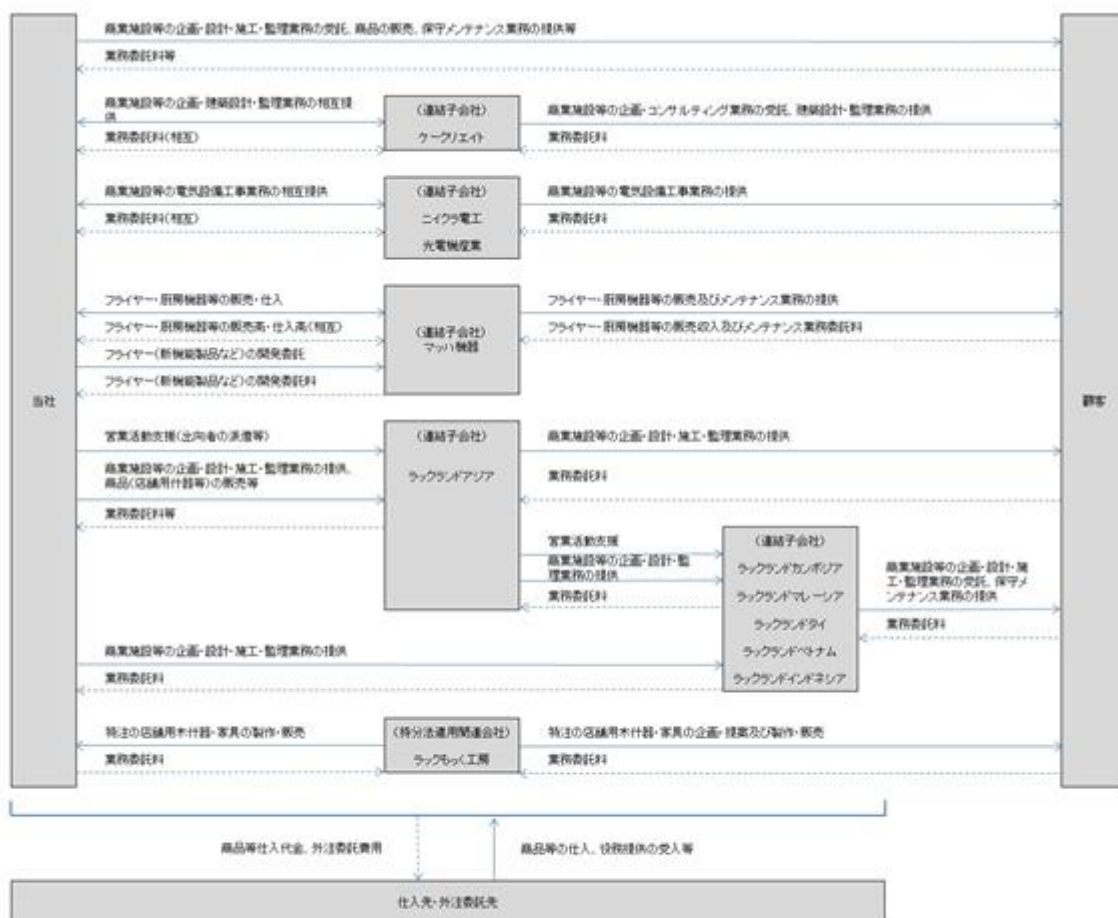 商業施設等の企画・設計・施工・監理業務の受託、商品の販売、保守メンテナンス業務の提供等
業務委託料等
商業施設等の企画・建築設計・監理業務の相互提
供
業務委託料(相互)
(連結子会社)
ケークリエイト
商業施設等の企画・コンサルティング業務の受託、建築設計・監理業務の提供
業務委託料
商業施設等の電気設備工事業務の相互提供
業務委託料(相互)
(連結子会社)
ニイクラ電工
光電機産業
商業施設等の電気設備工事業務の提供
業務委託料
フライヤー・厨房機器等の販売・仕入
フライヤー・厨房機器等の販売高・仕入高(相互)
フライヤー(新機能製品など)の開発委託
フライヤー(新機能製品など)の開発委託料
(連結子会社)
マッハ機器
フライヤー・厨房機器等の販売及びメンテナンス業務の提供
フライヤー・厨房機器等の販売収入及びメンテナンス業務委託料
当社
顧客
営業活動支援(出向者の派遣等)
商業施設等の企画・設計・施工・監理業務の提供、
商品(店舗用什器等)の販売等
業務委託料等
(連結子会社)
ラックランドアジア
商業施設等の企画・設計・施工・監理業務の提供
業務委託料
営業活動支援
商業施設等の企画・設計・監
理業務の提供
業務委託料
(連結子会社)
ラックランドカンボジア
ラックランドマレーシア
ラックランドタイ
ラックランドベトナム
ラックランドインドネシア
商業施設等の企画・設計・施
工・監理業務の受託、保守メ
ンテナンス業務の提供
業務委託料
商業施設等の企画・設計・施工・監理業務の提供
業務委託料
特注の店舗用木什器・家具の製作・販売
業務委託料
(持分法適用関連会社)
ラックもっく工房
特注の店舗用木什器・家具の企画・提案及び製作・販売
業務委託料
商品等仕入代金、外注委託費用
商品等の仕入、役務提供の受入等
仕入先・外注委託先